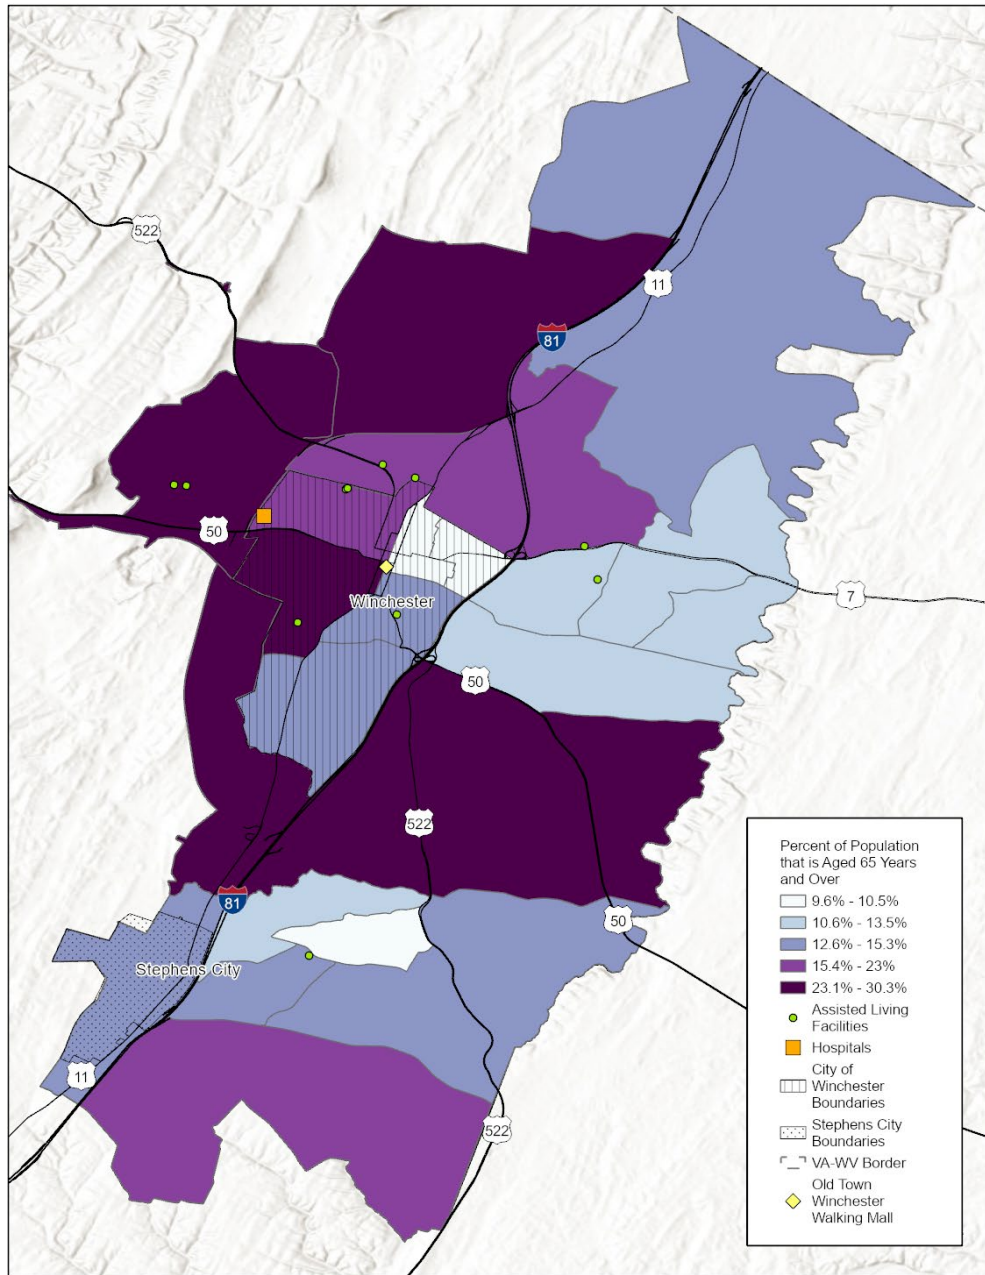 522
11
81
50
7
Winchester
50
522
81
50
Stephens City
11
522
Percent of Population
that is Aged 65 Years
and Over
9.6% - 10.5%
10.6% - 13.5%
12.6% - 15.3%
15.4% - 23%
23.1% - 30.3%
Assisted Living
Facilities
Hospitals
City of
Winchester
Boundaries
Stephens City
Boundaries
VA-WV Border
Old Town
Winchester
Walking Mall